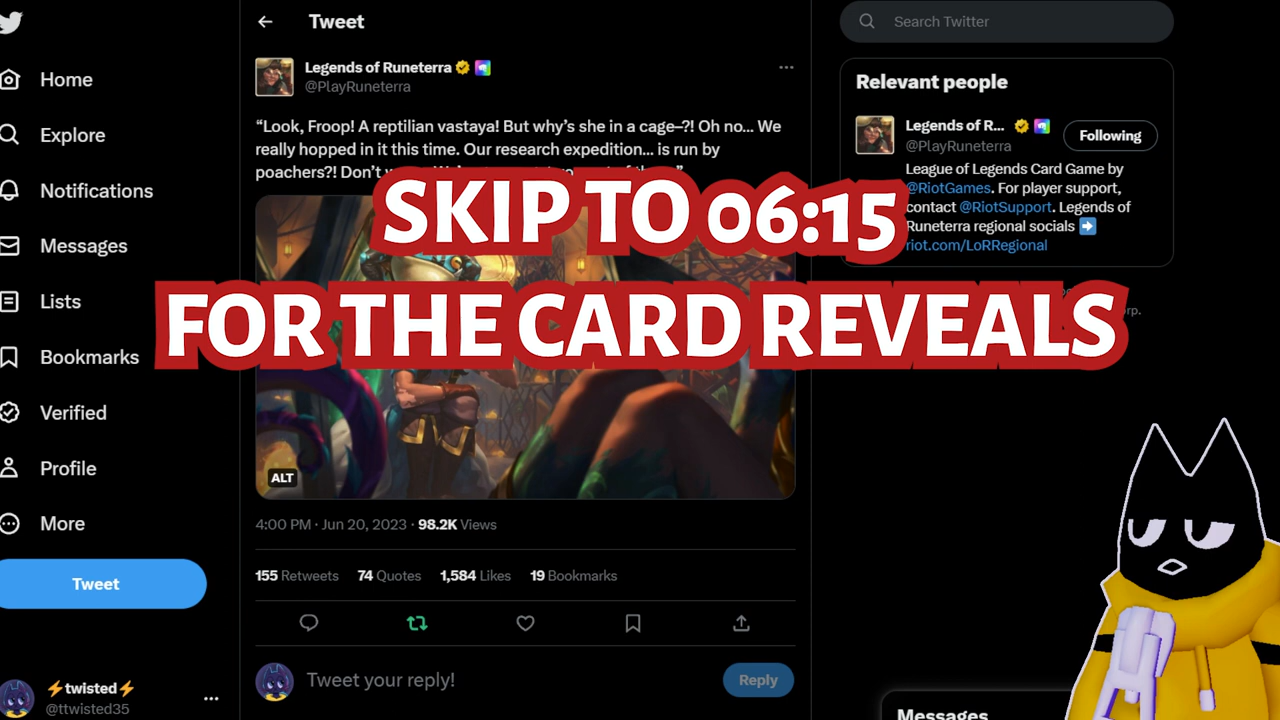 Home
Explore
Notifications
Messages
Lists
Bookmarks
Verified
Profile
More
Tweet
⚡twisted⚡
@ttwisted35
Tweet
Legends of Runeterra
@PlayRuneterra
“Look, Froop! A reptilian vastaya! But why’s she in a cage–?! Oh no... We
really hopped in it this time. Our research expedition... is run by
poachers?! Don’t
SKIP TO 06:15
FOR THE CARD REVEALS
ALT
4:00 PM · Jun 20, 2023 · 98.2K Views
155 Retweets 74 Quotes 1,584 Likes 19 Bookmarks
Tweet your reply!
Reply
Search Twitter
Relevant people
Legends of R...
@PlayRuneterra
Following
League of Legends Card Game by
@RiotGames. For player support,
contact @RiotSupport. Legends of
Runeterra regional socials ➡
riot.com/LoRRegional
Messages